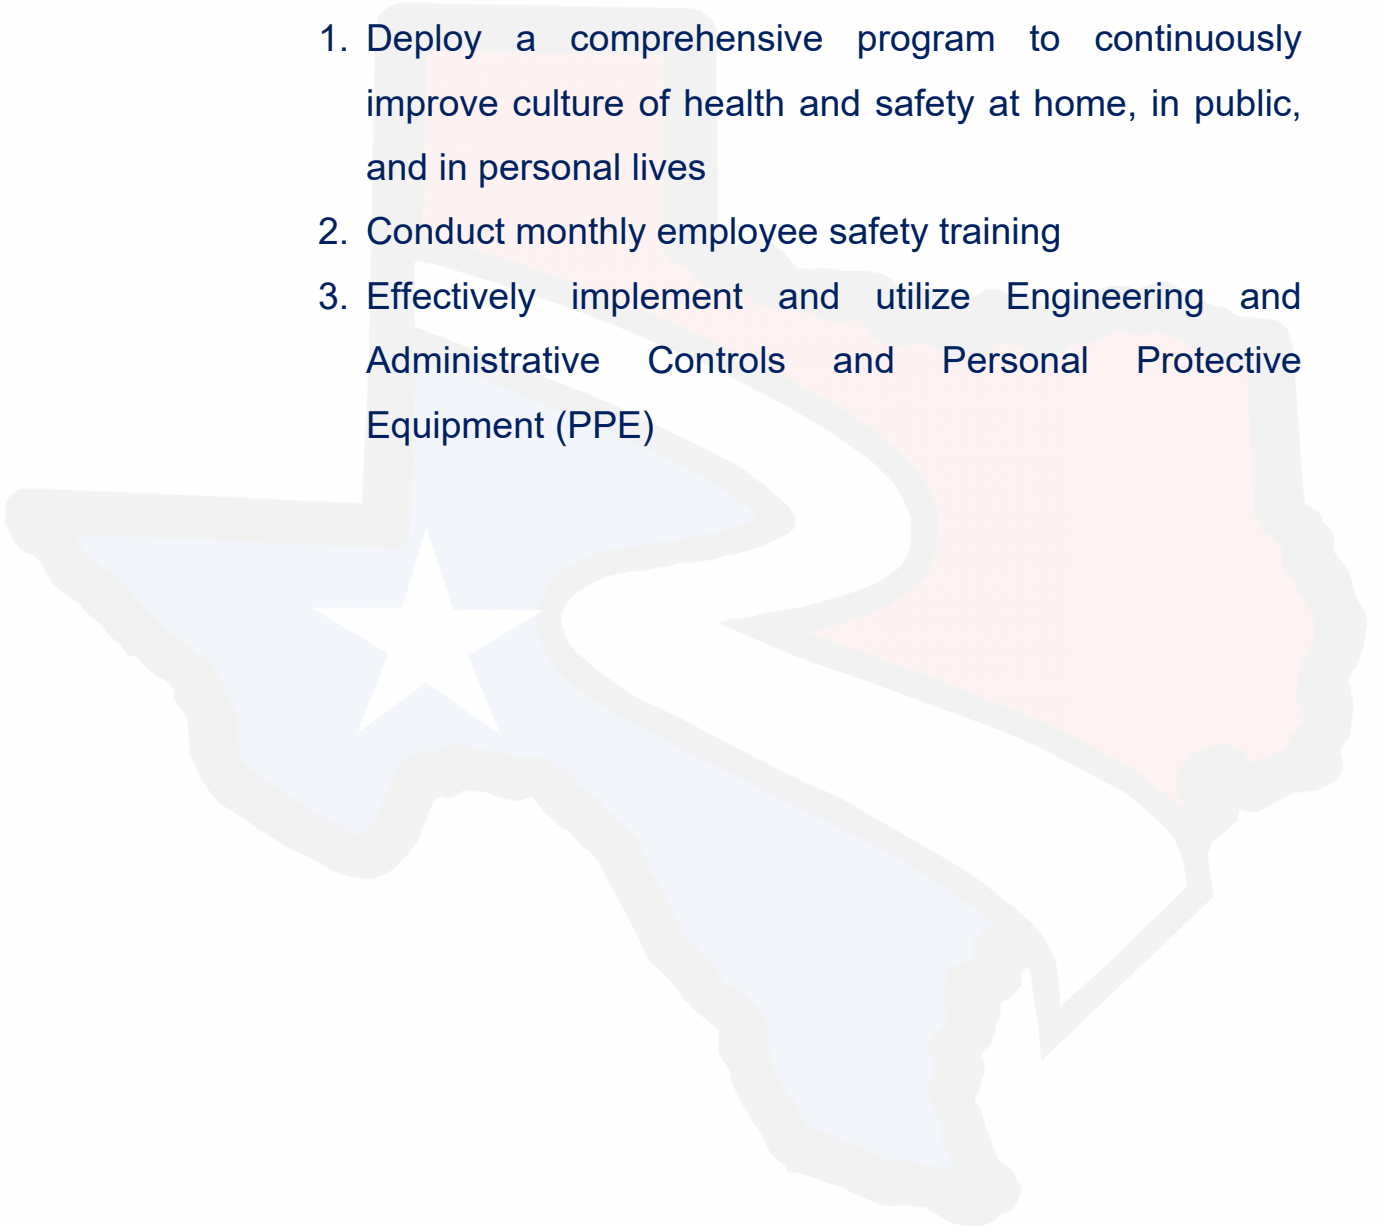 1. Deploy a comprehensive program to continuously
improve culture of health and safety at home, in public,
and in personal lives
2. Conduct monthly employee safety training
3. Effectively implement and utilize Engineering and
Administrative Controls and Personal Protective
Equipment (PPE)